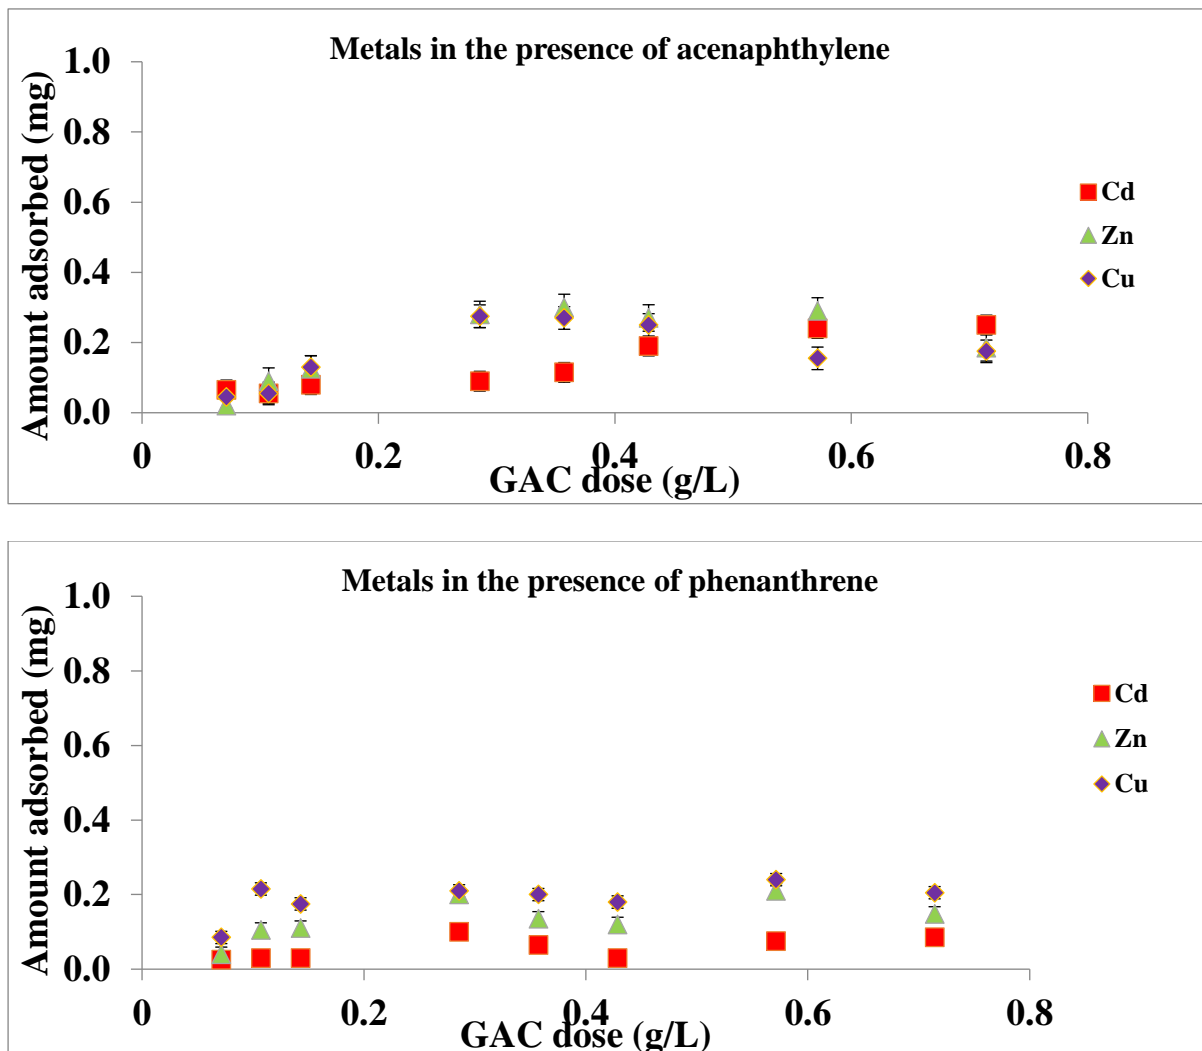 Metals in the presence of acenaphthylene
Amount adsorbed (mg)
1.0
0.8
0.6
0.4
0.2
0.0
0 0.2 0.4 0.6 0.8
GAC dose (g/L)
Cd
Zn
Cu
Metals in the presence of phenanthrene
Amount adsorbed (mg)
1.0
0.8
0.6
0.4
0.2
0.0
0 0.2 0.4 0.6 0.8
GAC dose (g/L)
Cd
Zn
Cu